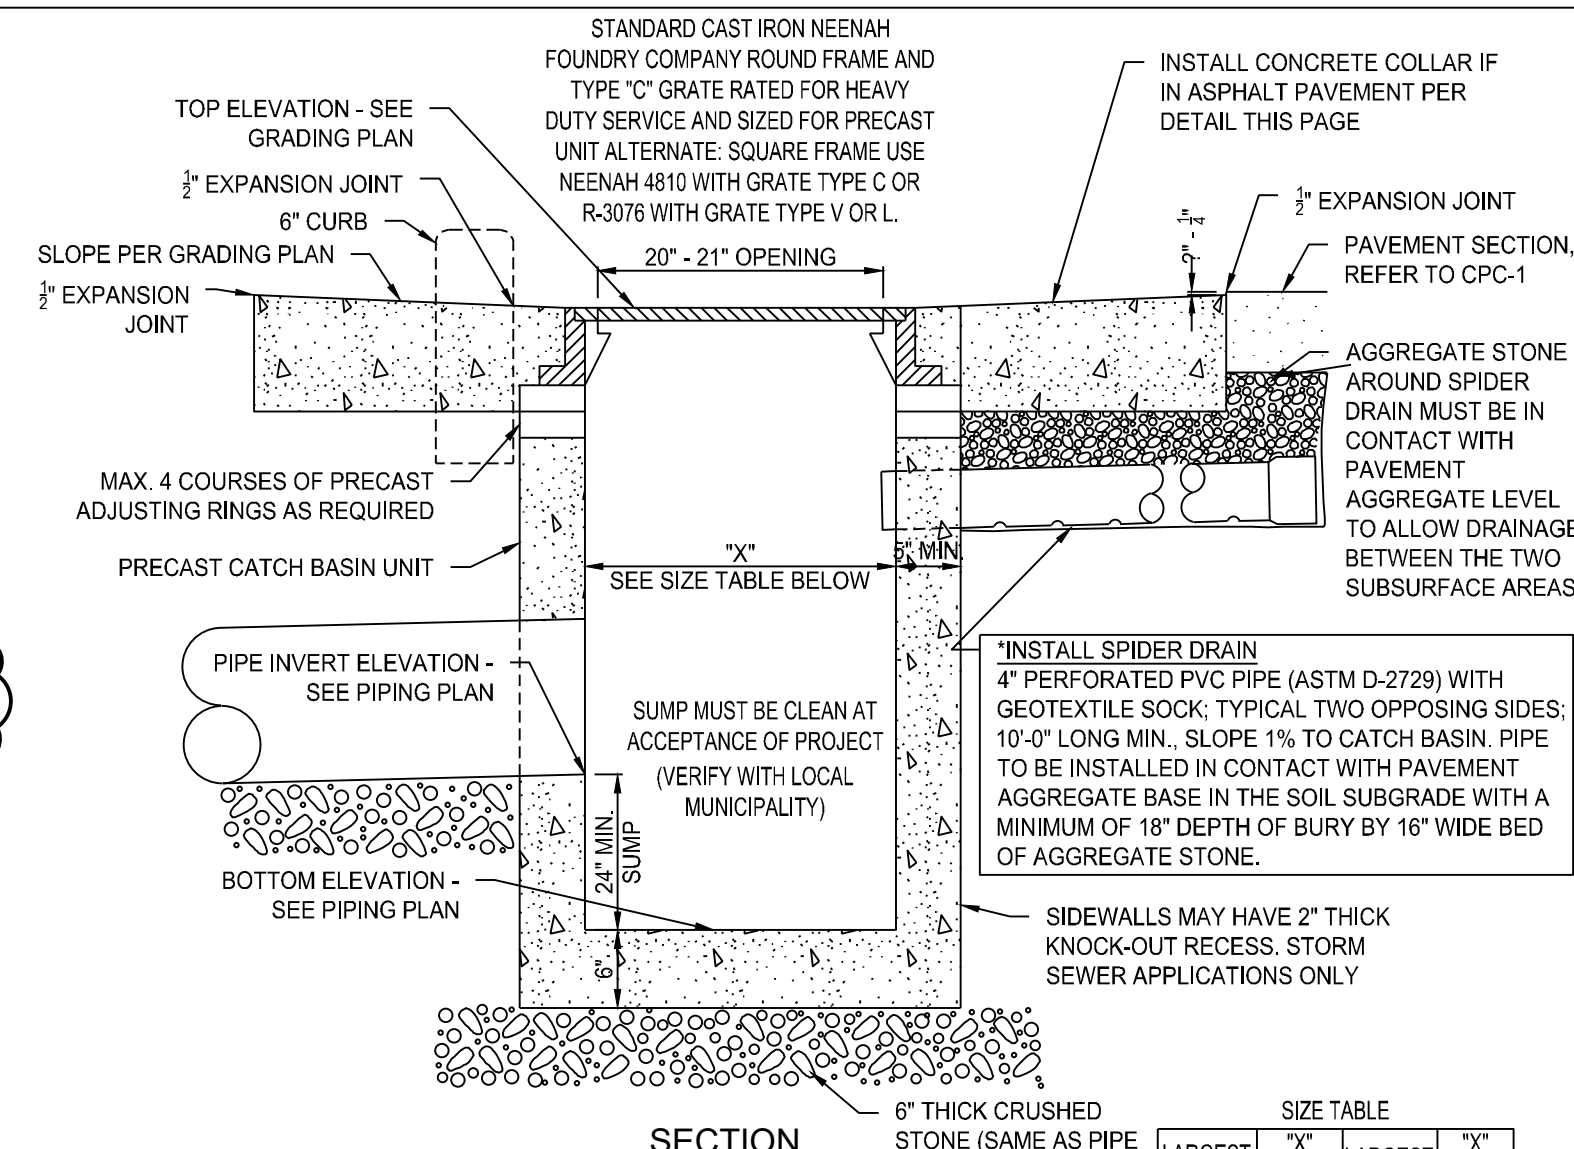 STANDARD CAST IRON NEENAH
FOUNDRY COMPANY ROUND FRAME AND
TYPE "C" GRATE RATED FOR HEAVY
DUTY SERVICE AND SIZED FOR PRECAST
UNIT ALTERNATE: SQUARE FRAME USE
NEENAH 4810 WITH GRATE TYPE C OR
R-3076 WITH GRATE TYPE V OR L.
TOP ELEVATION - SEE
GRADING PLAN
1/2" EXPANSION JOINT
6" CURB
SLOPE PER GRADING PLAN
1/2" EXPANSION
JOINT
20" - 21" OPENING
INSTALL CONCRETE COLLAR IF
IN ASPHALT PAVEMENT PER
DETAIL THIS PAGE
1/4"
1/2" EXPANSION JOINT
PAVEMENT SECTION,
REFER TO CPC-1
AGGREGATE STONE
AROUND SPIDER
DRAIN MUST BE IN
CONTACT WITH
PAVEMENT
AGGREGATE LEVEL
TO ALLOW DRAINAGE
BETWEEN THE TWO
SUBSURFACE AREAS
MAX. 4 COURSES OF PRECAST
ADJUSTING RINGS AS REQUIRED
PRECAST CATCH BASIN UNIT
"X"
SEE SIZE TABLE BELOW
5" MIN.
PIPE INVERT ELEVATION -
SEE PIPING PLAN
SUMP MUST BE CLEAN AT
ACCEPTANCE OF PROJECT
(VERIFY WITH LOCAL
MUNICIPALITY)
24" MIN.
SUMP
*INSTALL SPIDER DRAIN
4" PERFORATED PVC PIPE (ASTM D-2729) WITH
GEOTEXTILE SOCK; TYPICAL TWO OPPOSING SIDES;
10'-0" LONG MIN., SLOPE 1% TO CATCH BASIN. PIPE
TO BE INSTALLED IN CONTACT WITH PAVEMENT
AGGREGATE BASE IN THE SOIL SUBGRADE WITH A
MINIMUM OF 18" DEPTH OF BURY BY 16" WIDE BED
OF AGGREGATE STONE.
BOTTOM ELEVATION -
SEE PIPING PLAN
6"
SIDEWALLS MAY HAVE 2" THICK
KNOCK-OUT RECESS. STORM
SEWER APPLICATIONS ONLY
6" THICK CRUSHED
STONE (SAME AS PIPE
SECTION
SIZE TABLE
LARGEST "X" LARGEST "X"